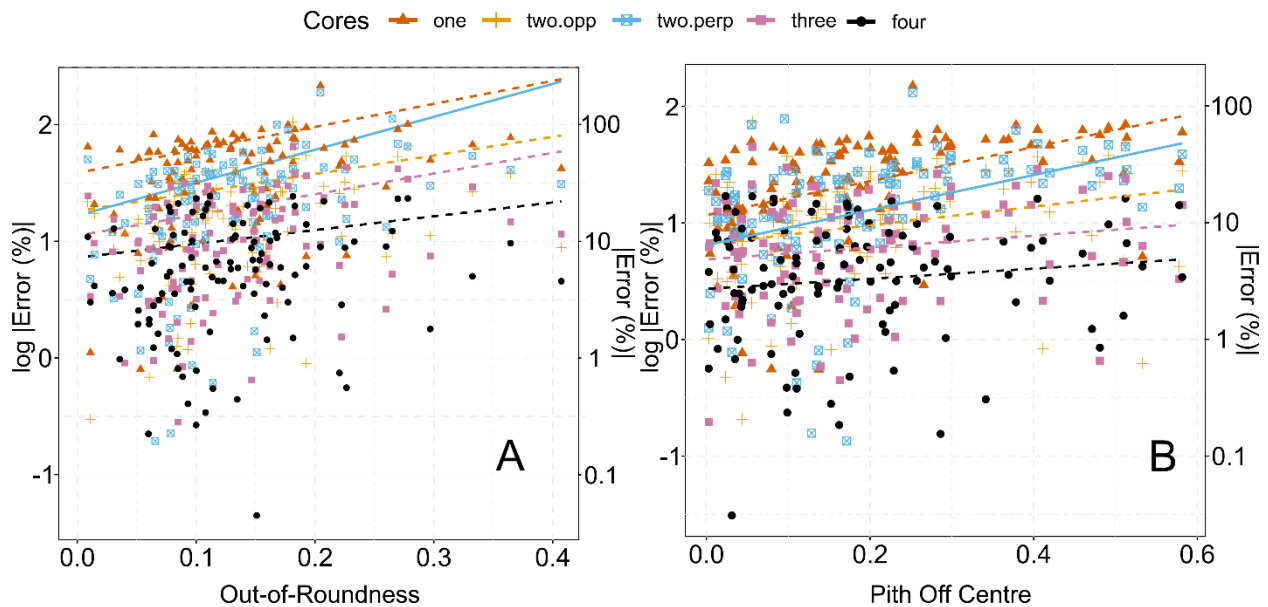 Cores one two.opp two.perp three four
log |Error (%)|
2
1
0
-1
100
10
1
0.1
|Error (%)|
A
0.0 0.1 0.2 0.3 0.4
Out-of-Roundness
log |Error (%)|
2
1
0
-1
100
10
1
0.1
|Error (%)|
B
0.0 0.2 0.4 0.6
Pith Off Centre